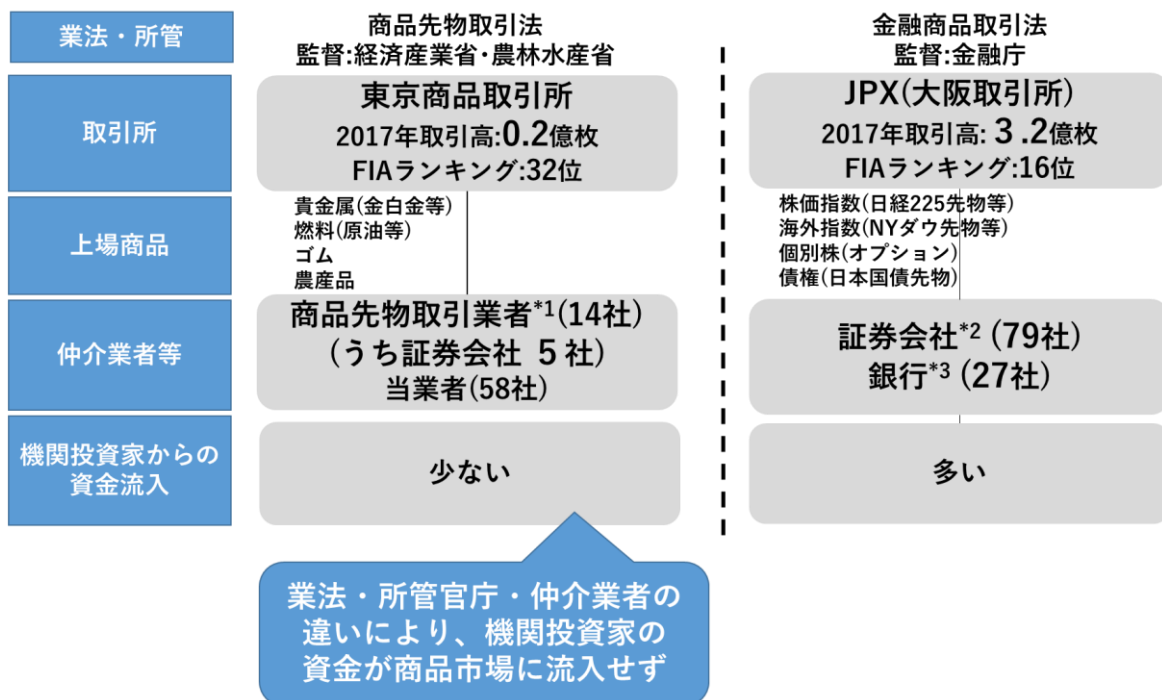 業法・所管
商品先物取引法
監督:経済産業省・農林水産省
金融商品取引法
監督:金融庁
取引所
東京商品取引所
2017年取引高:0.2億枚
FIAランキング:32位
JPX(大阪取引所)
2017年取引高: 3 .2億枚
FIAランキング:16位
上場商品
貴金属(金白金等)
燃料(原油等)
ゴム
農産品
株価指数(日経225先物等)
海外指数(NYダウ先物等)
個別株(オプション)
債権(日本国債先物)
仲介業者等
商品先物取引業者*1(14社)
(うち証券会社 5 社)
当業者(58社)
証券会社*2 (79社)
銀行*3 (27社)
機関投資家からの
資金流入
少ない
多い
業法・所管官庁・仲介業者の
違いにより、機関投資家の
資金が商品市場に流入せず